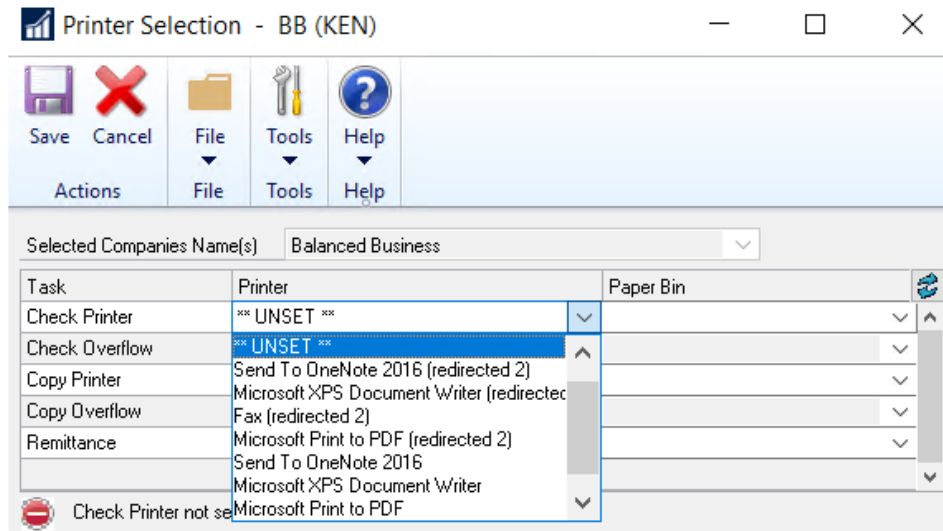 Printer Selection - BB (KEN)
Save Cancel File Tools Help
Actions File Tools Help
Selected Companies Name(s) Balanced Business
Task Printer Paper Bin
Check Printer ** UNSET **
Check Overflow ** UNSET **
Send To OneNote 2016 (redirected 2)
Copy Printer Microsoft XPS Document Writer (redirected
Copy Overflow Fax (redirected 2)
Remittance Microsoft Print to PDF (redirected 2)
Send To OneNote 2016
Microsoft XPS Document Writer
Check Printer not se Microsoft Print to PDF